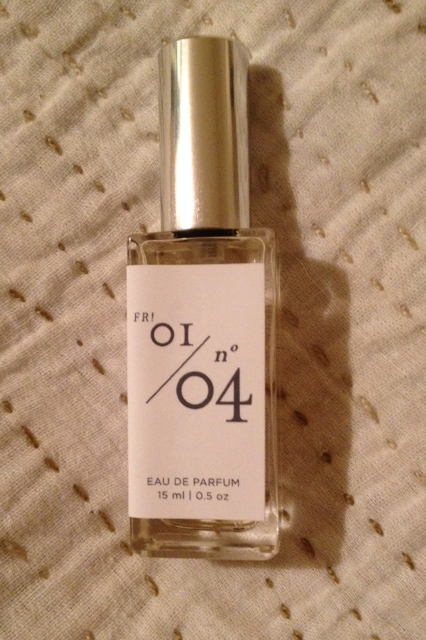 FR!
01/
nº
04
EAU DE PARFUM
15 ml | 0.5 oz